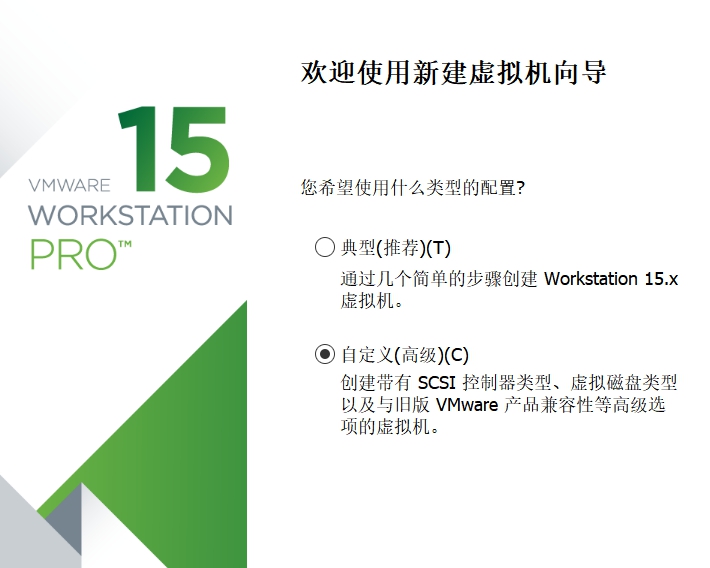 欢迎使用新建虚拟机向导
15
VMWARE
WORKSTATION
PRO™
您希望使用什么类型的配置?
典型(推荐)(T)
通过几个简单的步骤创建 Workstation 15.x
虚拟机。
自定义(高级)(C)
创建带有 SCSI 控制器类型、虚拟磁盘类型
以及与旧版 VMware 产品兼容性等高级选
项的虚拟机。